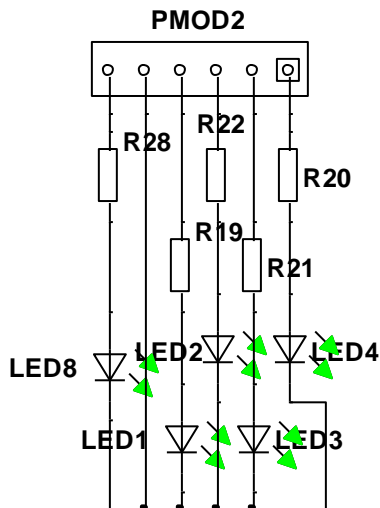 PMOD2
R22
R28
R20
R19
R21
LED2
LED4
LED8
LED1
LED3